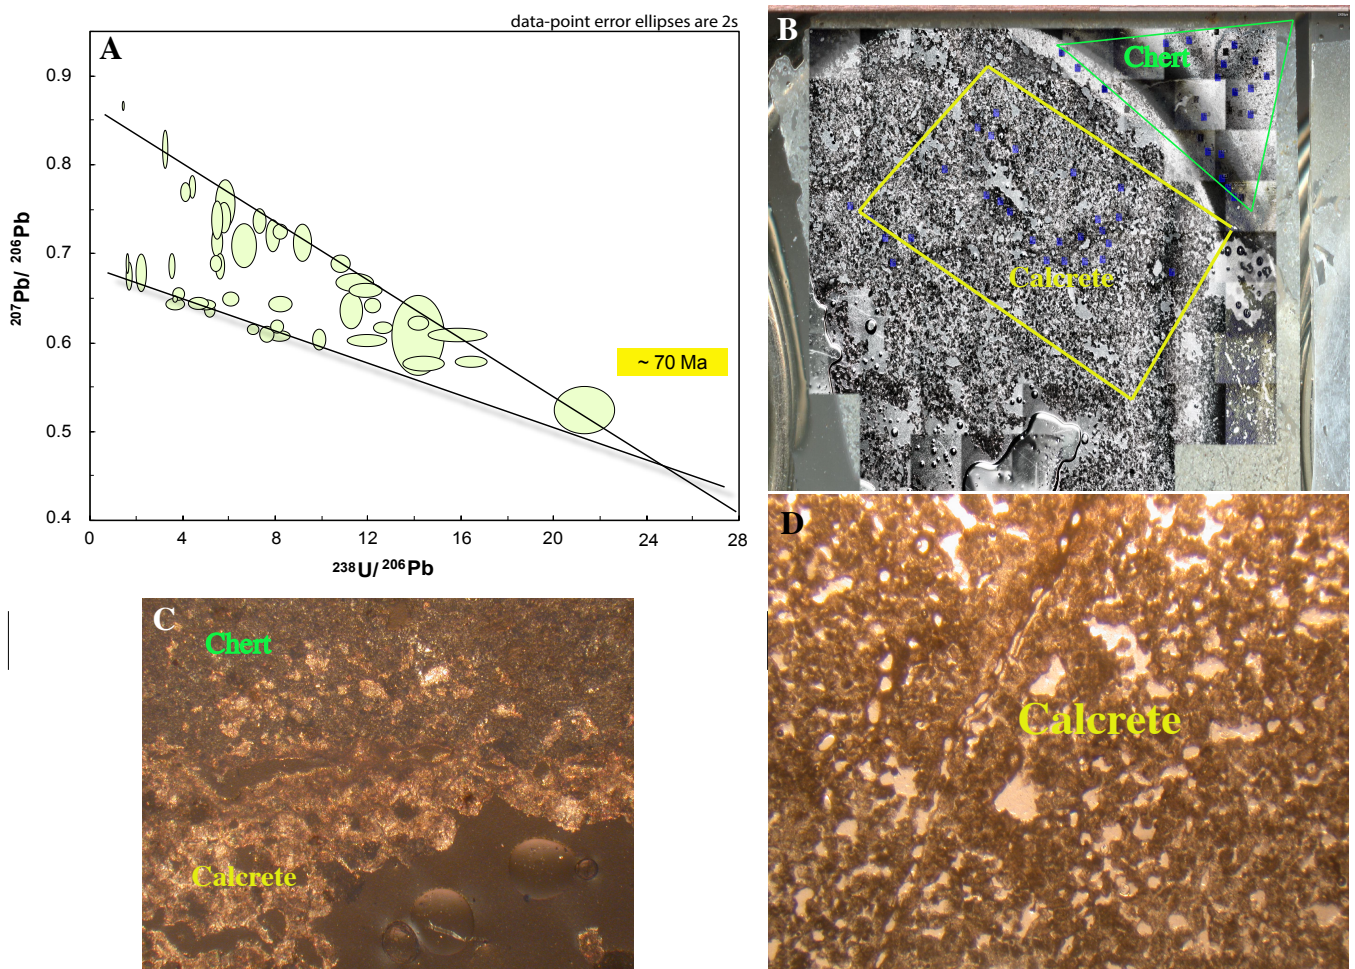 data-point error ellipses are 2s
A
0.9
0.8
0.7
0.6
0.5
0.4
207Pb/ 206Pb
~ 70 Ma
0 4 8 12 16 20 24 28
238U/ 206Pb
B
Chert
Calcrete
C
Chert
Calcrete
D
Calcrete